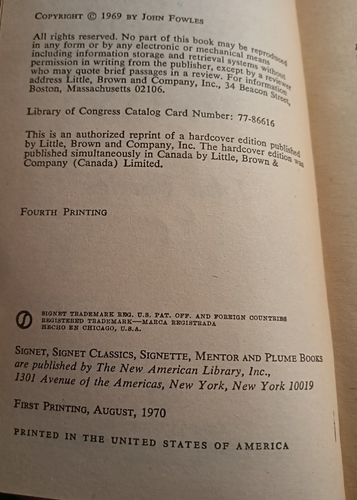 COPYRIGHT © 1969 BY JOHN FOWLES
All rights reserved. No part of this book may be reproduced
in any form or by any electronic or mechanical means
including information storage and retrieval systems without
permission in writing from the publisher, except by a reviewer
who may quote brief passages in a review. For information
address Little, Brown and Company, Inc., 34 Beacon Street,
Boston, Massachusetts 02106.
Library of Congress Catalog Card Number: 77-86616
This is an authorized reprint of a hardcover edition published
by Little, Brown and Company, Inc. The hardcover edition was
published simultaneously in Canada by Little, Brown &
Company (Canada) Limited.
FOURTH PRINTING
SIGNET TRADEMARK REG. U.S. PAT. OFF. AND FOREIGN COUNTRIES
REGISTERED TRADEMARK—MARCA REGISTRADA
HECHO EN CHICAGO, U.S.A.
SIGNET, SIGNET CLASSICS, SIGNETTE, MENTOR AND PLUME BOOKS
are published by The New American Library, Inc.,
1301 Avenue of the Americas, New York, New York 10019
FIRST PRINTING, AUGUST, 1970
PRINTED IN THE UNITED STATES OF AMERICA